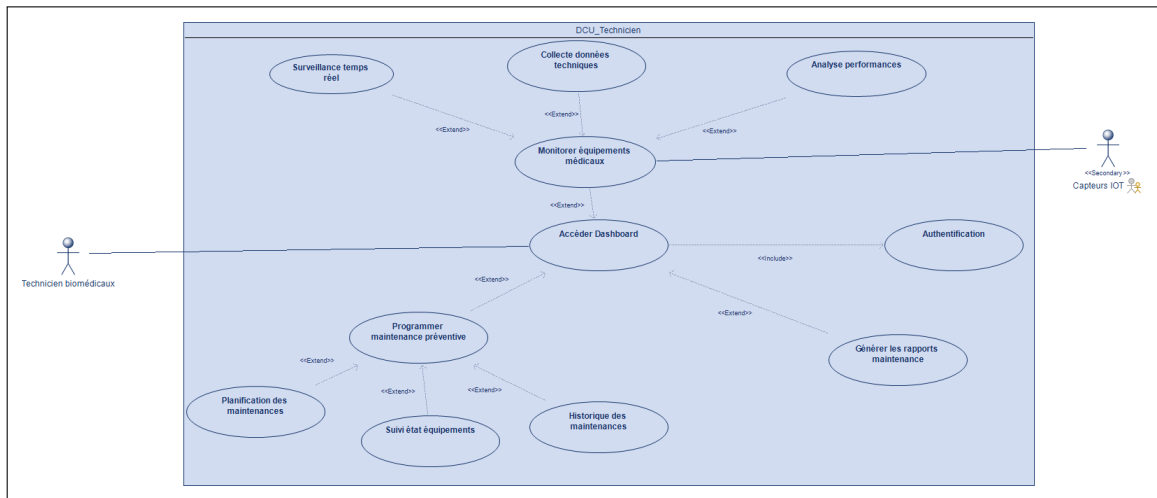 DCU_Technicien
Surveillance temps
réel
Collecte données
techniques
Analyse performances
<<Extend>>
<<Extend>>
<<Extend>>
Monitorer équipements
médicaux
<<Secondary>>
Capteurs IOT
<<Extend>>
Accéder Dashboard
Authentification
<<Include>>
Technicien biomédicaux
<<Extend>>
<<Extend>>
Programmer
maintenance préventive
Générer les rapports
maintenance
<<Extend>>
<<Extend>>
<<Extend>>
Planification des
maintenances
Suivi état équipements
Historique des
maintenances